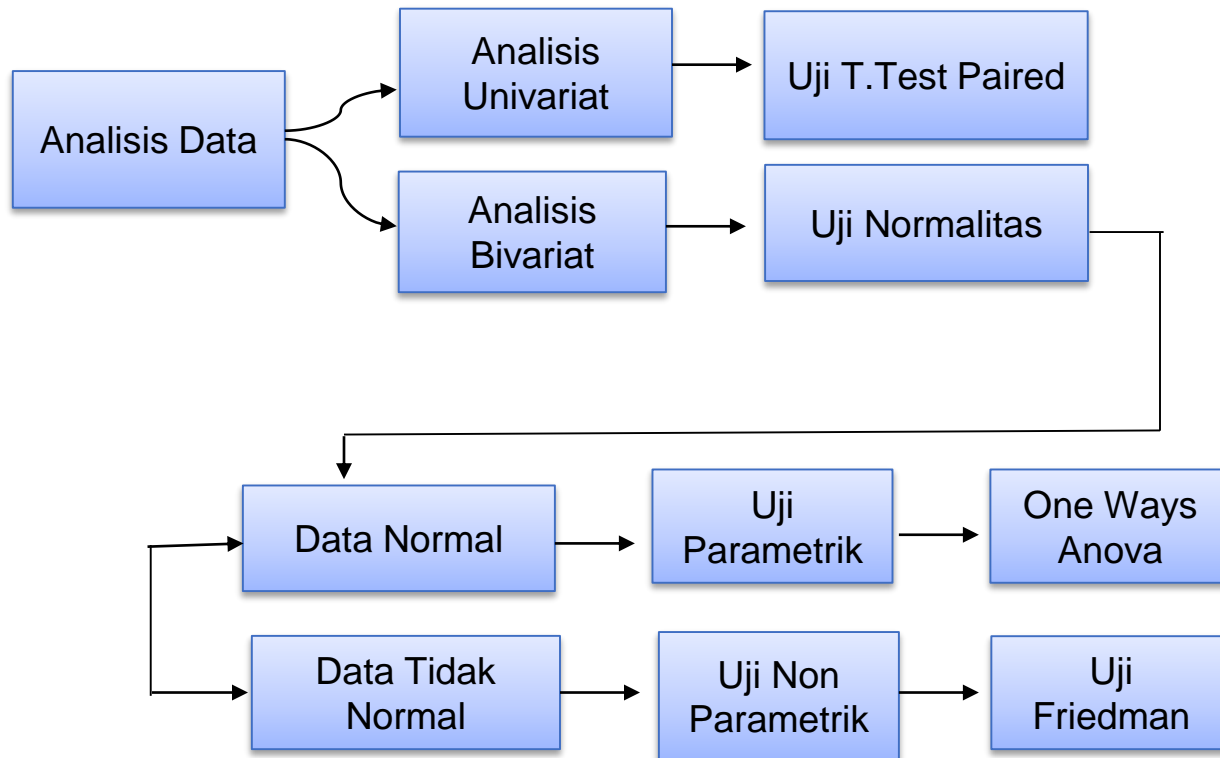 Analisis Data
Analisis
Univariat
Uji T.Test Paired
Analisis
Bivariat
Uji Normalitas
Data Normal
Uji
Parametrik
One Ways
Anova
Data Tidak
Normal
Uji Non
Parametrik
Uji
Friedman